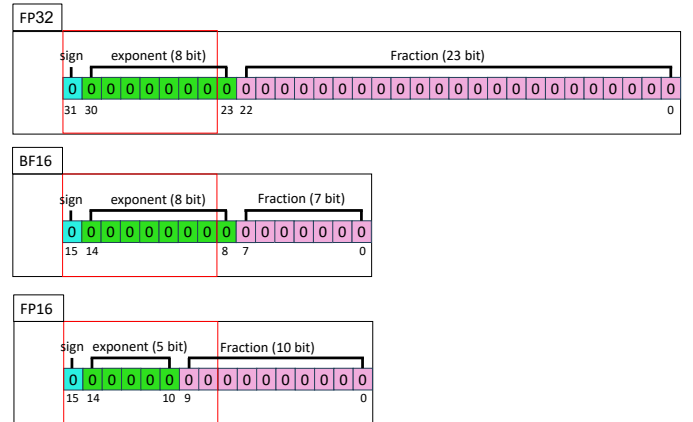 FP32
sign exponent (8 bit) Fraction (23 bit)
0 0 0 0 0 0 0 0 0 0 0 0 0 0 0 0 0 0 0 0 0 0 0 0 0 0 0 0 0 0 0 0
31 30 23 22 0
BF16
sign exponent (8 bit) Fraction (7 bit)
0 0 0 0 0 0 0 0 0 0 0 0 0 0 0 0
15 14 8 7 0
FP16
sign exponent (5 bit) Fraction (10 bit)
0 0 0 0 0 0 0 0 0 0 0 0 0 0 0 0
15 14 10 9 0